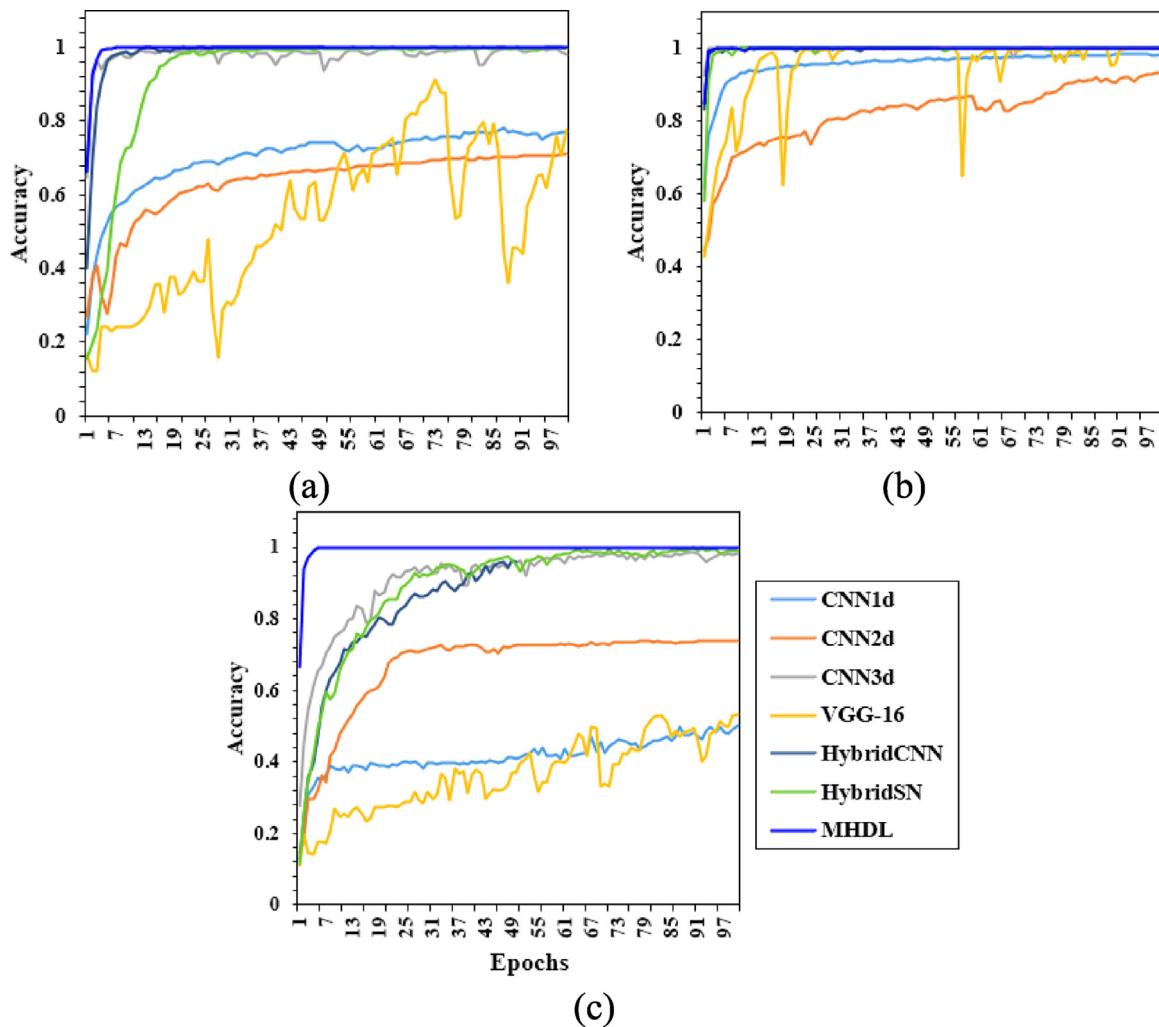 1
0.8
0.6
0.4
0.2
0
Accuracy
1 7 13 19 25 31 37 43 49 55 61 67 73 79 85 91 97
(a)
1
0.8
0.6
0.4
0.2
0
Accuracy
1 7 13 19 25 31 37 43 49 55 61 67 73 79 85 91 97
(b)
1
0.8
0.6
0.4
0.2
0
Accuracy
1 7 13 19 25 31 37 43 49 55 61 67 73 79 85 91 97
Epochs
(c)
CNN1d
CNN2d
CNN3d
VGG-16
HybridCNN
HybridSN
MHDL